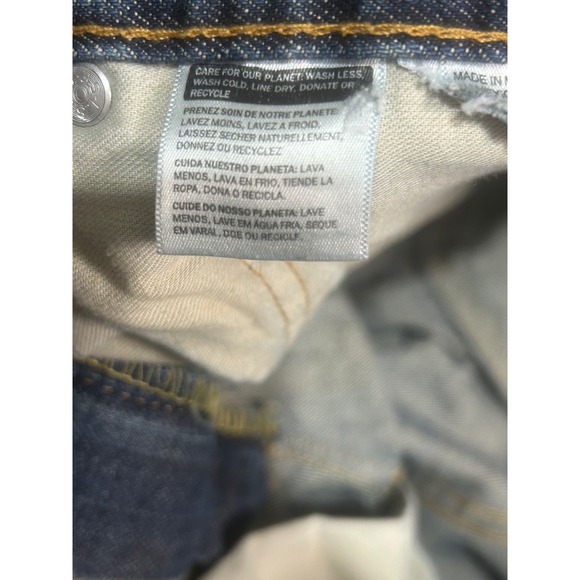 CARE FOR OUR PLANET: WASH LESS,
WASH COLD, LINE DRY, DONATE OR
RECYCLE
PRENEZ SOIN DE NOTRE PLANETE:
LAVEZ MOINS, LAVEZ A FROID,
LAISSEZ SECHER NATURELLEMENT,
DONNEZ OU RECYCLEZ
CUIDA NUESTRO PLANETA: LAVA
MENOS, LAVA EN FRIO, TIENDE LA
ROPA, DONA O RECICLA.
CUIDE DO NOSSO PLANETA: LAVE
MENOS, LAVE EM ÁGUA FRIA, SEQUE
EM VARAL, DOE OU RECICLE.
MADE IN